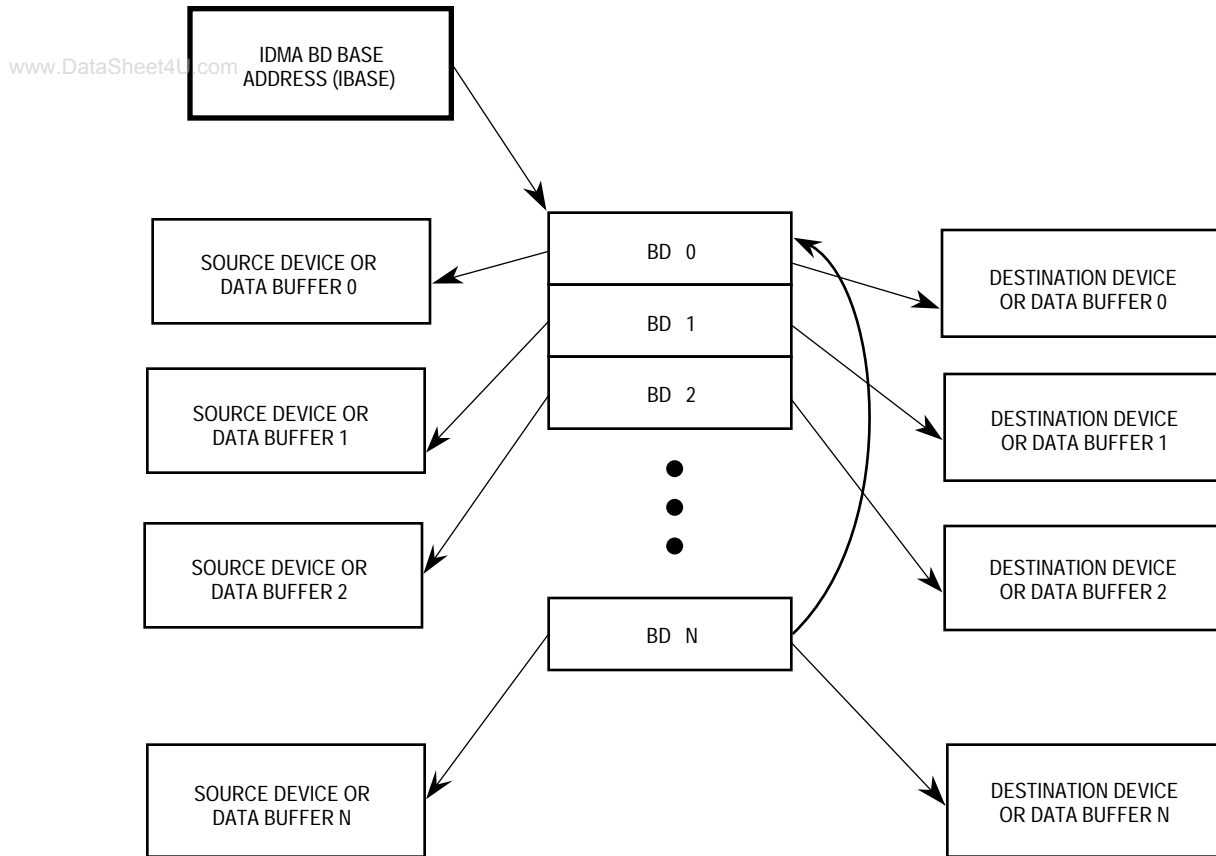 www.DataSheet4U.com
IDMA BD BASE
ADDRESS (IBASE)
SOURCE DEVICE OR
DATA BUFFER 0
BD 0
DESTINATION DEVICE
OR DATA BUFFER 0
SOURCE DEVICE OR
DATA BUFFER 1
BD 1
DESTINATION DEVICE
OR DATA BUFFER 1
BD 2
SOURCE DEVICE OR
DATA BUFFER 2
DESTINATION DEVICE
OR DATA BUFFER 2
BD N
SOURCE DEVICE OR
DATA BUFFER N
DESTINATION DEVICE
OR DATA BUFFER N